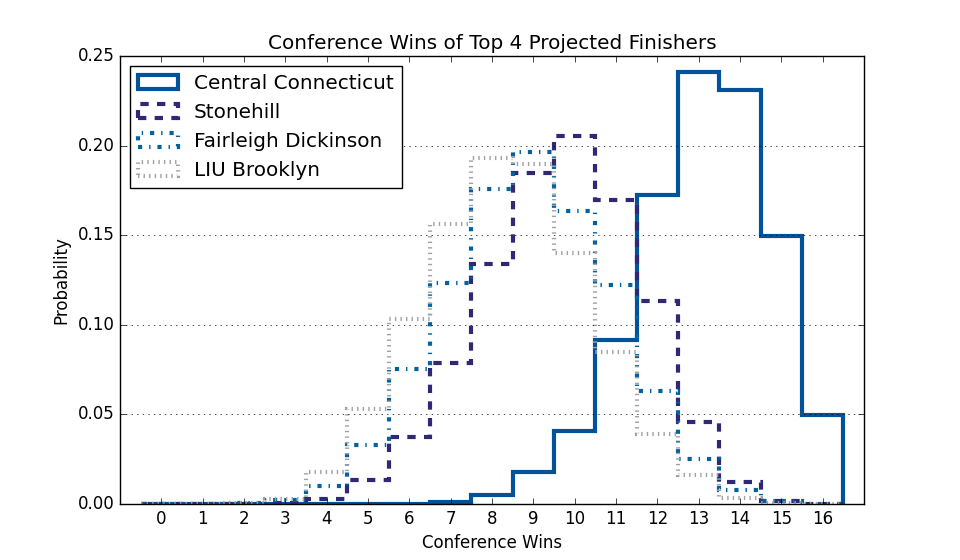 Conference Wins of Top 4 Projected Finishers
0.25
0.20
0.15
0.10
0.05
0.00
Probability
Central Connecticut
Stonehill
Fairleigh Dickinson
LIU Brooklyn
0 1 2 3 4 5 6 7 8 9 10 11 12 13 14 15 16
Conference Wins